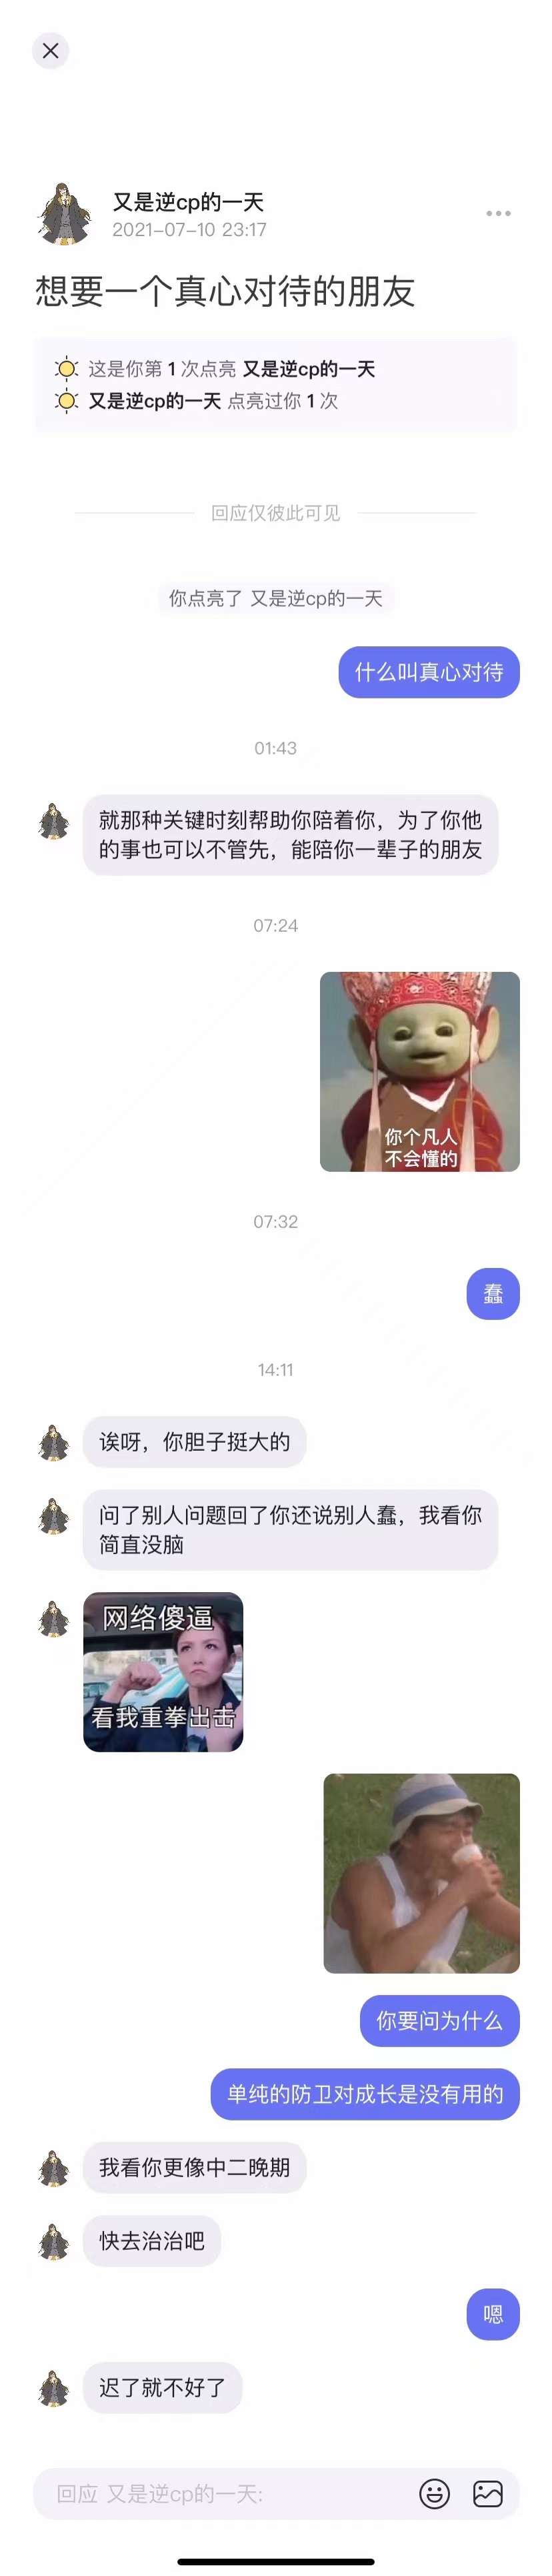 又是逆cp的一天
2021-07-10 23:17
想要一个真心对待的朋友
这是你第 1 次点亮 又是逆cp的一天
又是逆cp的一天 点亮过你 1 次
回应仅彼此可见
你点亮了 又是逆cp的一天
什么叫真心对待
01:43
就那种关键时刻帮助你陪着你，为了你他
的事也可以不管先，能陪你一辈子的朋友
07:24
你个凡人
不会懂的
07:32
蠢
14:11
诶呀，你胆子挺大的
问了别人问题回了你还说别人蠢，我看你
简直没脑
网络傻逼
看我重拳出击
你要问为什么
单纯的防卫对成长是没有用的
我看你更像中二晚期
快去治治吧
嗯
迟了就不好了
回应 又是逆cp的一天: